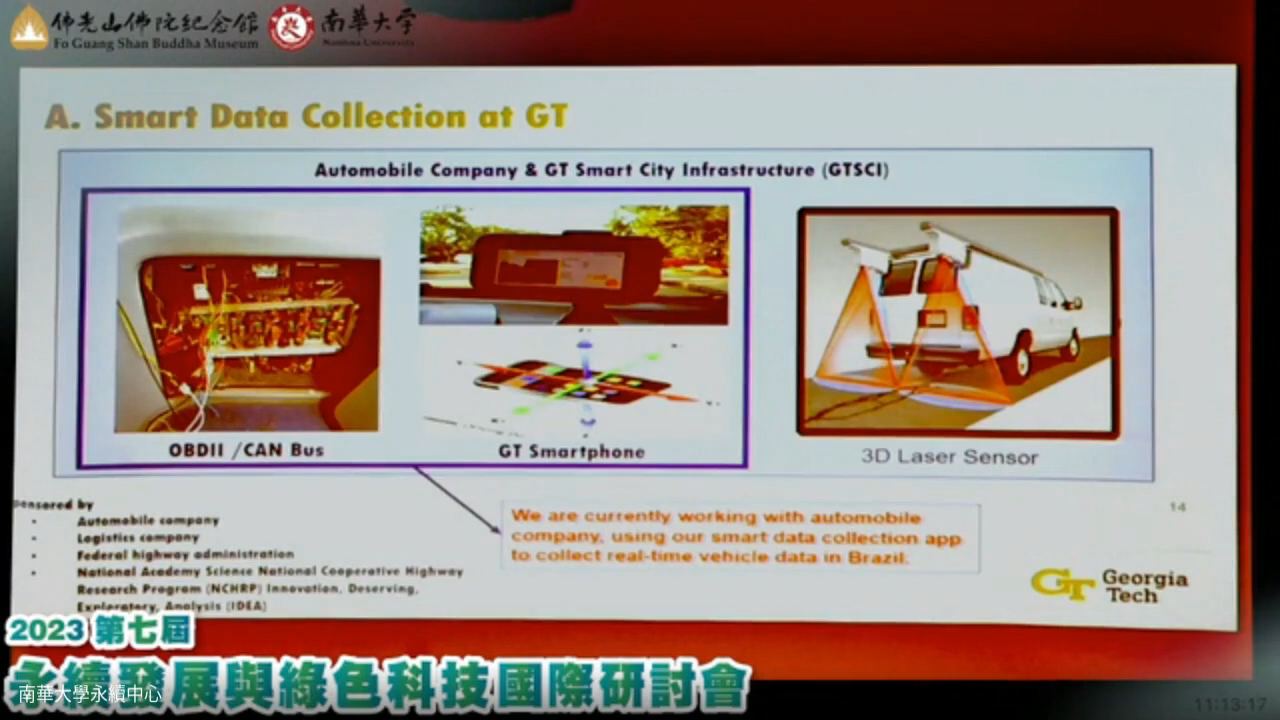 佛光山佛陀紀念館
Fo Guang Shan Buddha Museum
南華大學
Nanhua University
A. Smart Data Collection at GT
Automobile Company & GT Smart City Infrastructure (GTSCI)
OBDII /CAN Bus
GT Smartphone
3D Laser Sensor
ponsored by
Automobile company
Logistics company
Federal highway administration
National Academy Science National Cooperative Highway
Research Program (NCHRP) Innovation, Deserving,
Exploratory, Analysis (IDEA)
We are currently working with automobile
company, using our smart data collection app
to collect real-time vehicle data in Brazil.
14
GT Georgia
Tech
2023 第七屆
永續發展與綠色科技國際研討會
南華大學永續中心
11:13:17